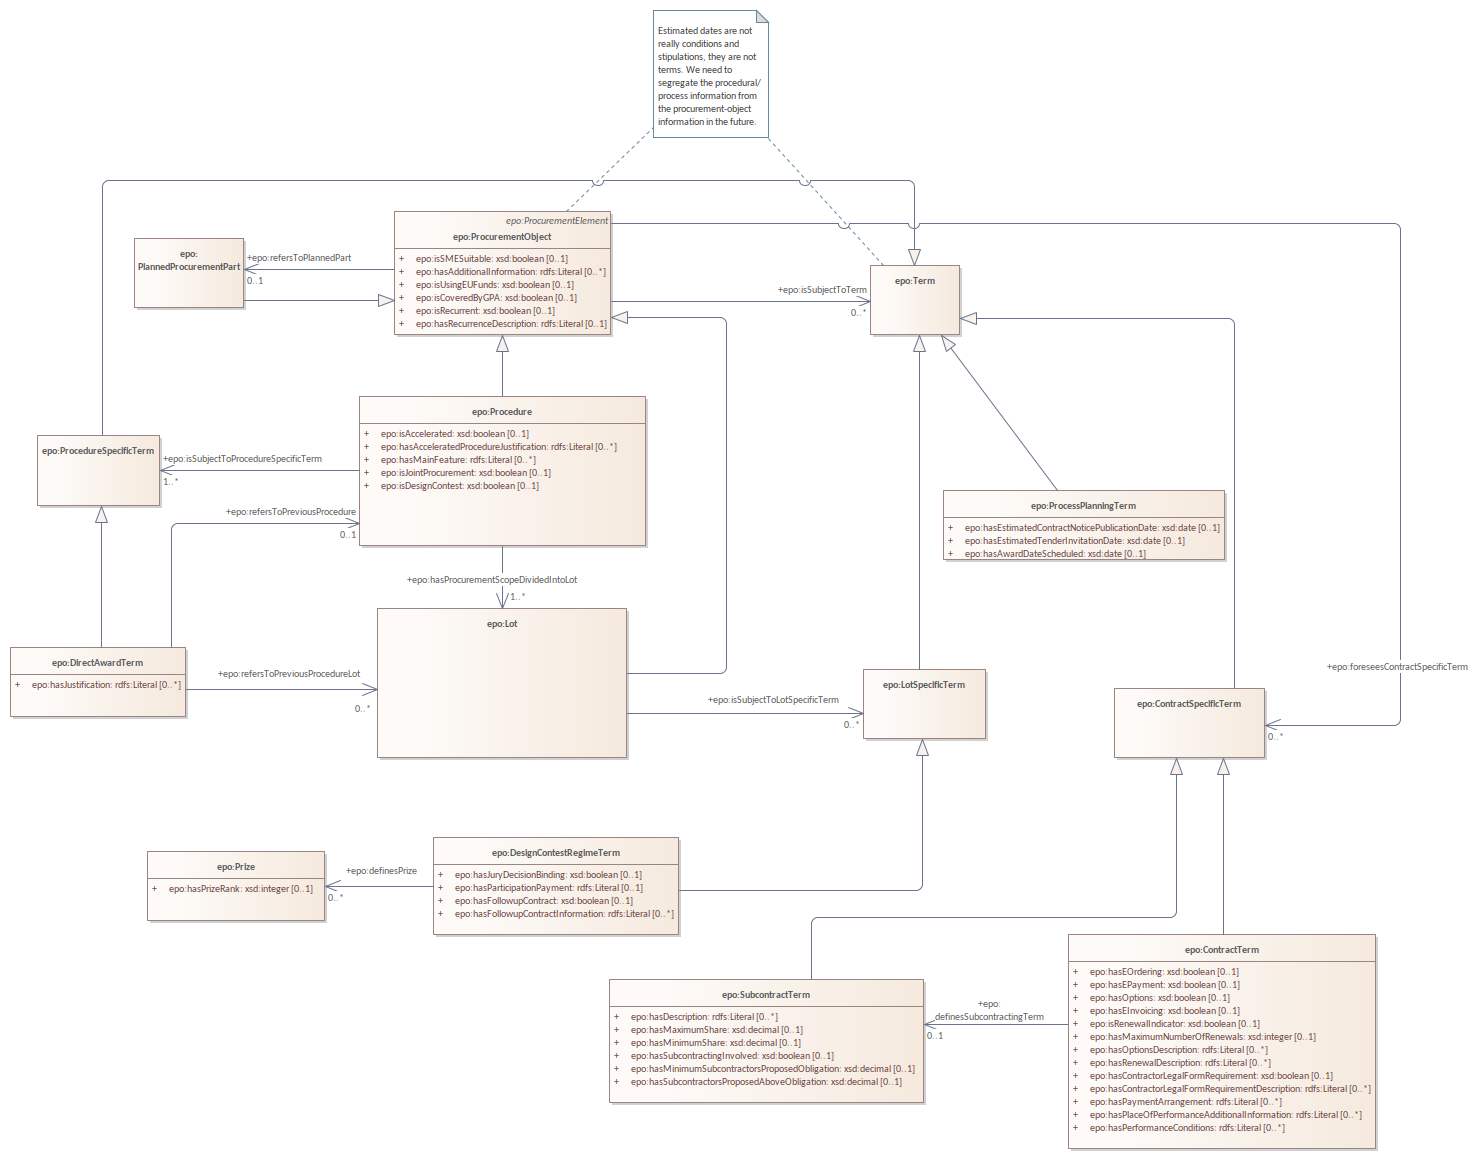 Estimated dates are not
really conditions and
stipulations, they are not
terms. We need to
segregate the procedural/
process information from
the procurement-object
information in the future.
epo:ProcurementElement
epo:ProcurementObject
+ epo:isSMESuitable: xsd:boolean [0..1]
+ epo:hasAdditionalInformation: rdfs:Literal [0..*]
+ epo:isUsingEUFunds: xsd:boolean [0..1]
+ epo:isCoveredByGPA: xsd:boolean [0..1]
+ epo:isRecurrent: xsd:boolean [0..1]
+ epo:hasRecurrenceDescription: rdfs:Literal [0..1]
epo:
PlannedProcurementPart
+epo:refersToPlannedPart
0..1
+epo:isSubjectToTerm
0..*
epo:Term
epo:Procedure
+ epo:isAccelerated: xsd:boolean [0..1]
+ epo:hasAcceleratedProcedureJustification: rdfs:Literal [0..*]
+ epo:hasMainFeature: rdfs:Literal [0..*]
+ epo:isJointProcurement: xsd:boolean [0..1]
+ epo:isDesignContest: xsd:boolean [0..1]
epo:ProcedureSpecificTerm
+epo:isSubjectToProcedureSpecificTerm
1..*
+epo:refersToPreviousProcedure
0..1
epo:ProcessPlanningTerm
+ epo:hasEstimatedContractNoticePublicationDate: xsd:date [0..1]
+ epo:hasEstimatedTenderInvitationDate: xsd:date [0..1]
+ epo:hasAwardDateScheduled: xsd:date [0..1]
+epo:hasProcurementScopeDividedIntoLot
1..*
epo:Lot
epo:DirectAwardTerm
+ epo:hasJustification: rdfs:Literal [0..*]
+epo:refersToPreviousProcedureLot
0..*
+epo:isSubjectToLotSpecificTerm
0..*
epo:LotSpecificTerm
epo:ContractSpecificTerm
+epo:foreseesContractSpecificTerm
0..*
epo:Prize
+ epo:hasPrizeRank: xsd:integer [0..1]
+epo:definesPrize
0..*
epo:DesignContestRegimeTerm
+ epo:hasJuryDecisionBinding: xsd:boolean [0..1]
+ epo:hasParticipationPayment: rdfs:Literal [0..1]
+ epo:hasFollowupContract: xsd:boolean [0..1]
+ epo:hasFollowupContractInformation: rdfs:Literal [0..*]
epo:SubcontractTerm
+ epo:hasDescription: rdfs:Literal [0..*]
+ epo:hasMaximumShare: xsd:decimal [0..1]
+ epo:hasMinimumShare: xsd:decimal [0..1]
+ epo:hasSubcontractingInvolved: xsd:boolean [0..1]
+ epo:hasMinimumSubcontractorsProposedObligation: xsd:decimal [0..1]
+ epo:hasSubcontractorsProposedAboveObligation: xsd:decimal [0..1]
+epo:
definesSubcontractingTerm
0..1
epo:ContractTerm
+ epo:hasEOrdering: xsd:boolean [0..1]
+ epo:hasEPayment: xsd:boolean [0..1]
+ epo:hasOptions: xsd:boolean [0..1]
+ epo:hasEInvoicing: xsd:boolean [0..1]
+ epo:isRenewalIndicator: xsd:boolean [0..1]
+ epo:hasMaximumNumberOfRenewals: xsd:integer [0..1]
+ epo:hasOptionsDescription: rdfs:Literal [0..*]
+ epo:hasRenewalDescription: rdfs:Literal [0..*]
+ epo:hasContractorLegalFormRequirement: xsd:boolean [0..1]
+ epo:hasContractorLegalFormRequirementDescription: rdfs:Literal [0..*]
+ epo:hasPaymentArrangement: rdfs:Literal [0..*]
+ epo:hasPlaceOfPerformanceAdditionalInformation: rdfs:Literal [0..*]
+ epo:hasPerformanceConditions: rdfs:Literal [0..*]